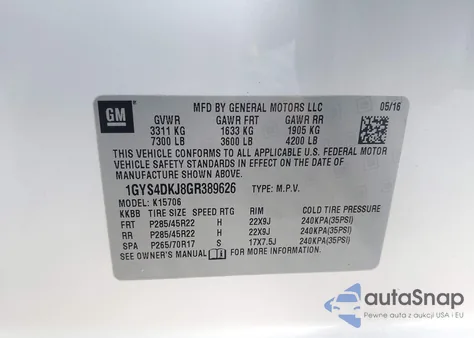 GM
MFD BY GENERAL MOTORS LLC 05/16
GVWR GAWR FRT GAWR RR
3311 KG 1633 KG 1905 KG
7300 LB 3600 LB 4200 LB
THIS VEHICLE CONFORMS TO ALL APPLICABLE U.S. FEDERAL MOTOR
VEHICLE SAFETY STANDARDS IN EFFECT ON THE DATE OF
MANUFACTURE SHOWN ABOVE.
1GYS4DKJ8GR389626 TYPE: M.P.V.
MODEL: K15706
KKBB TIRE SIZE SPEED RTG RIM COLD TIRE PRESSURE
FRT P285/45R22 H 22X9J 240KPA(35PSI)
RR P285/45R22 H 22X9J 240KPA(35PSI)
SPA P265/70R17 S 17X7.5J 240KPA(35PSI)
SEE OWNER'S MANUAL FOR MORE INFORMATION.
autoSnap
Pewne auta z aukcji USA i EU